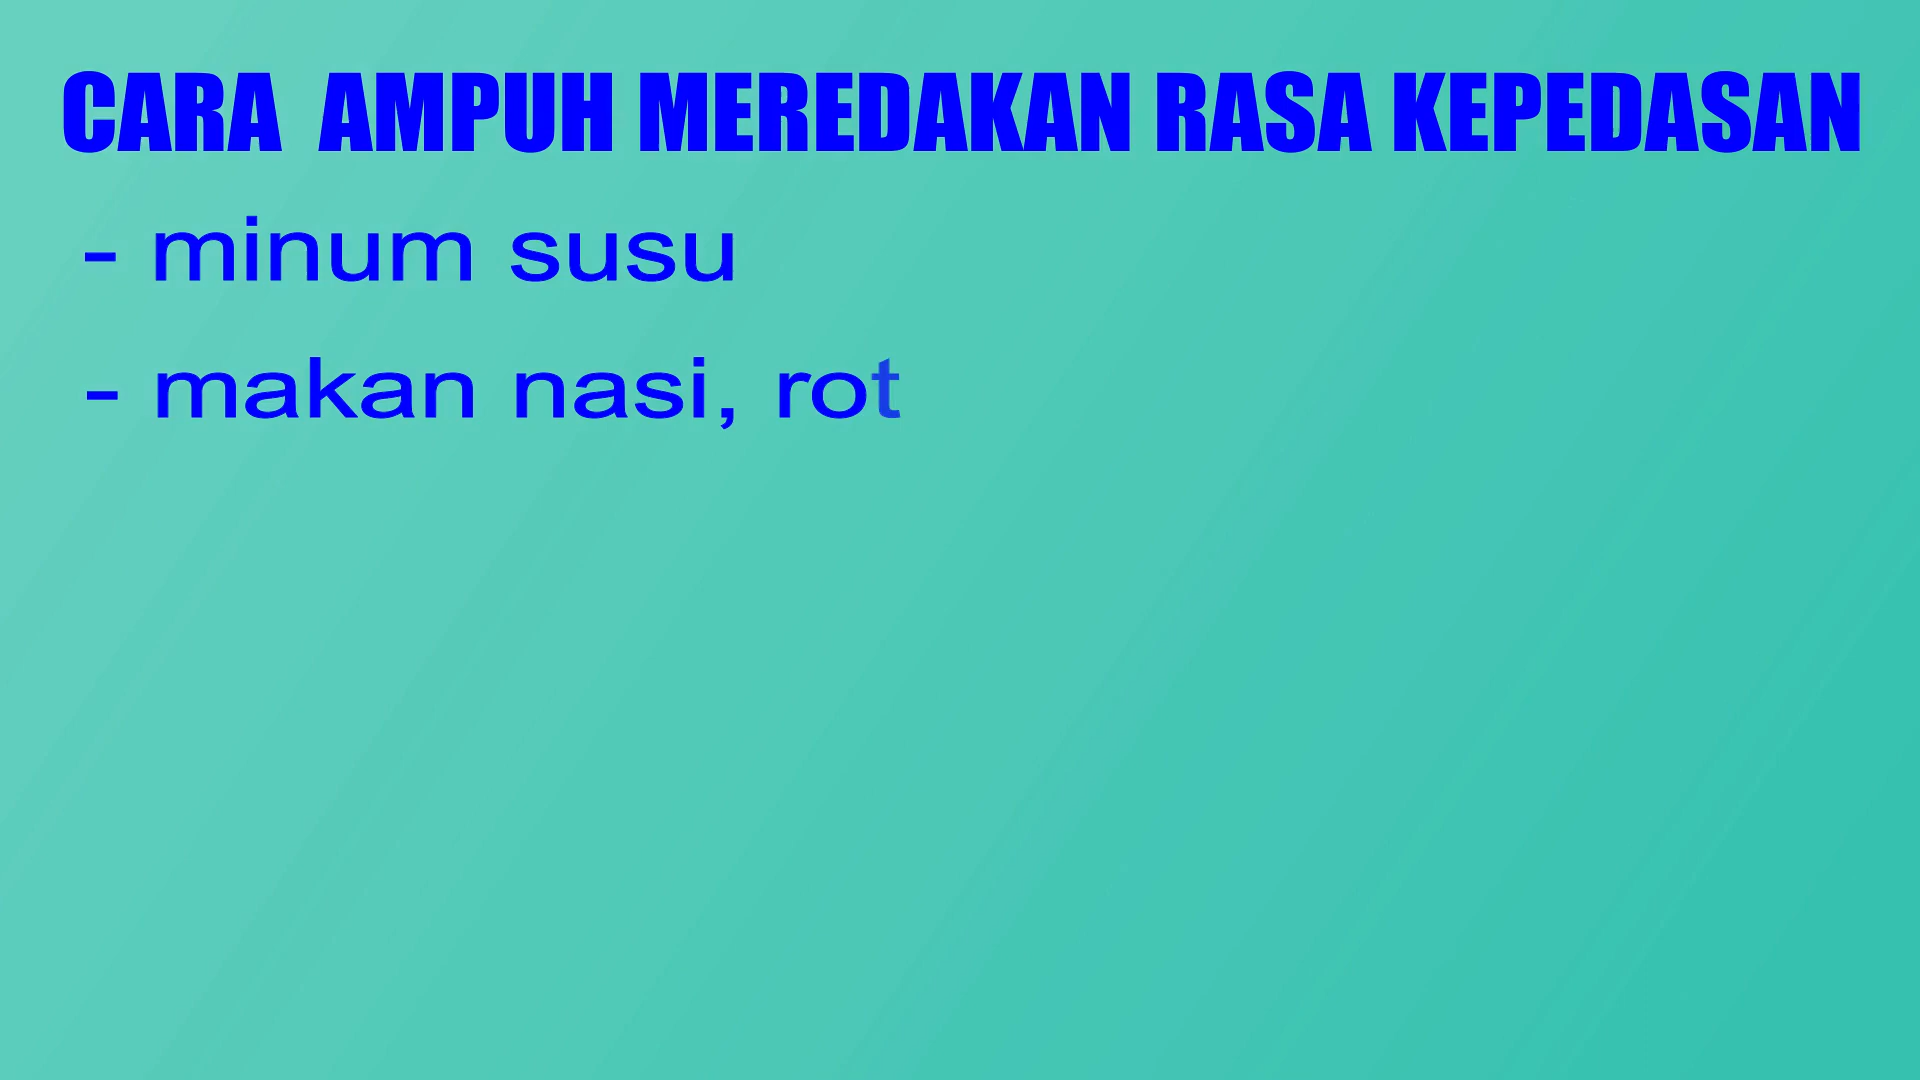 CARA AMPUH MEREDAKAN RASA KEPEDASAN
- minum susu
- makan nasi, rot